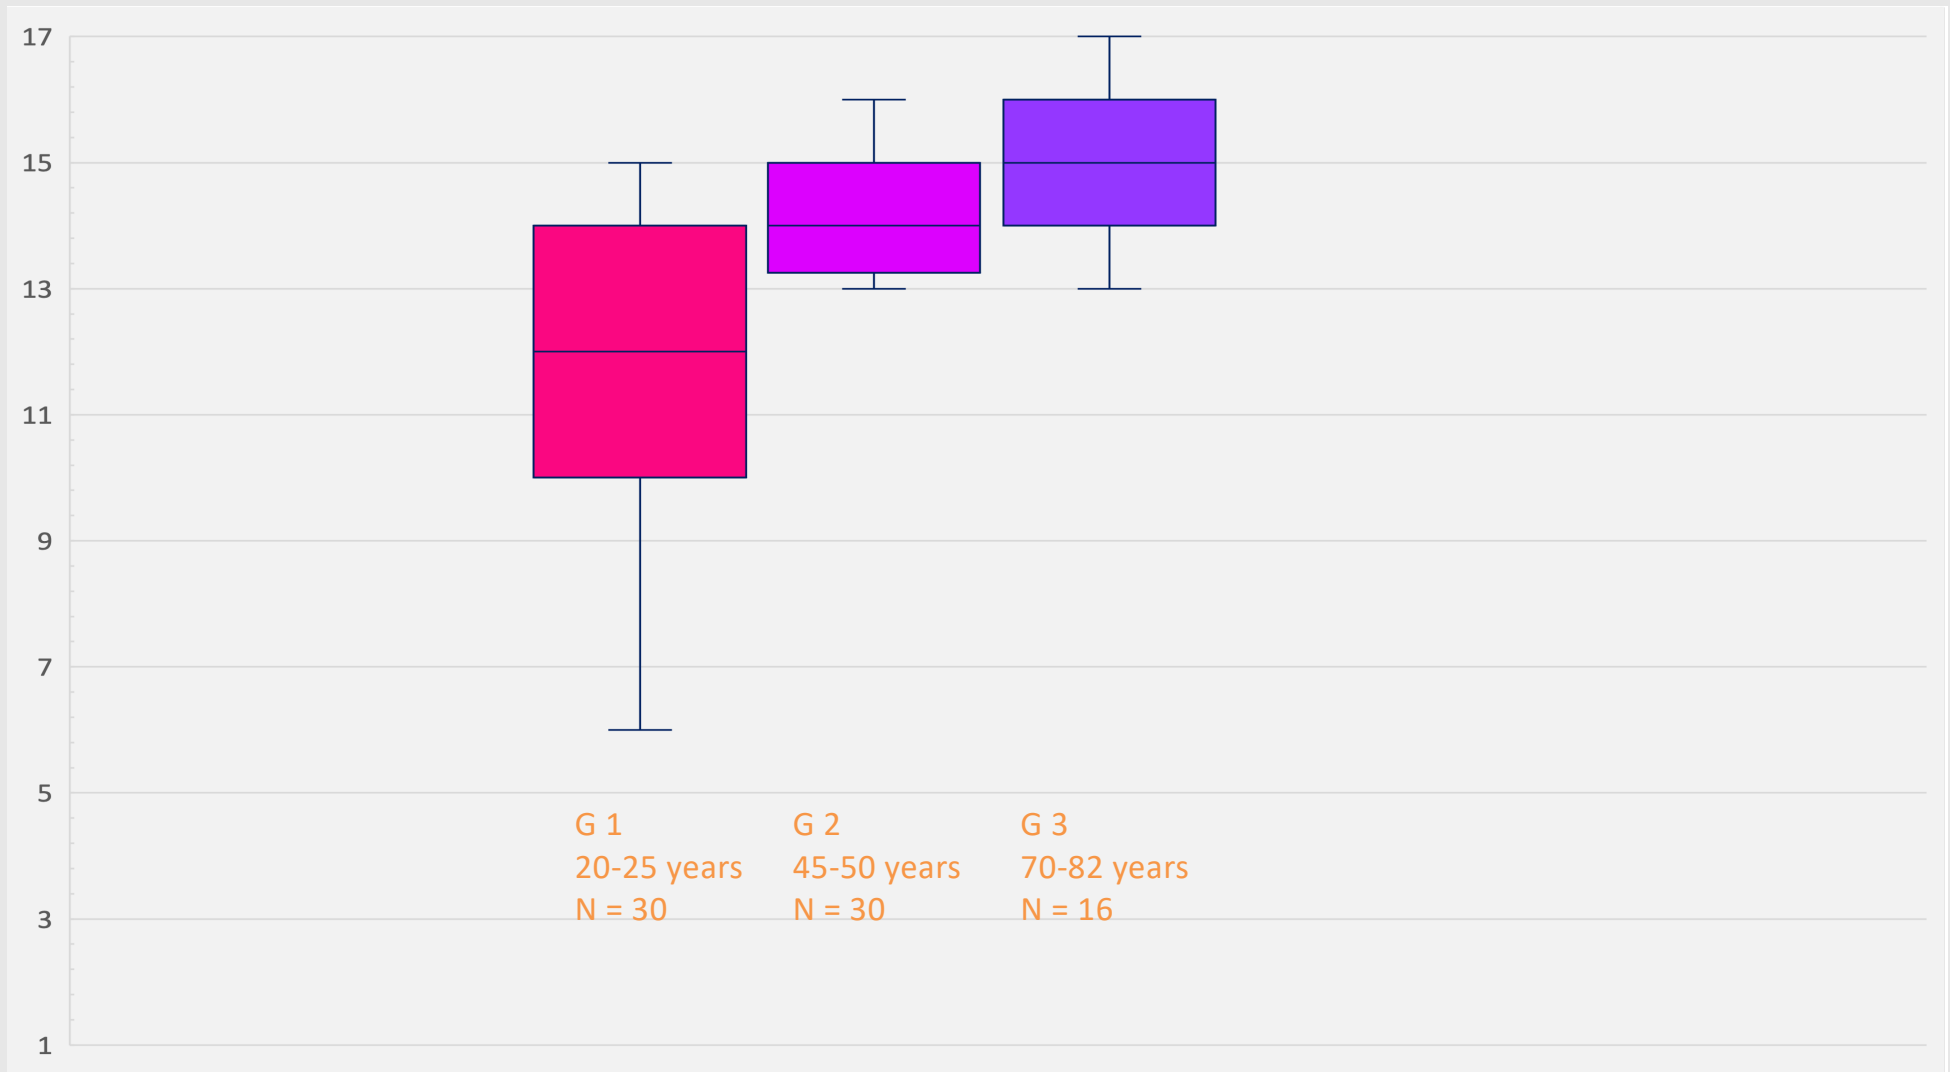 17
15
13
11
9
7
5
3
1
G 1
20-25 years
N = 30
G 2
45-50 years
N = 30
G 3
70-82 years
N = 16